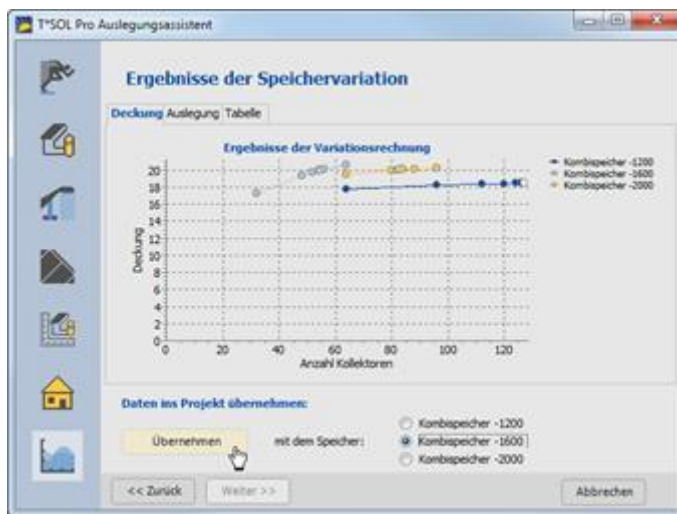 T*SOL Pro Auslegungsassistent
Ergebnisse der Speichervariation
Deckung Auslegung Tabelle
Ergebnisse der Variationsrechnung
Kombispeicher -1200
Kombispeicher -1600
Kombispeicher -2000
Deckung
20
18
16
14
12
10
8
6
4
2
0
0 20 40 60 80 100 120
Anzahl Kollektoren
Daten ins Projekt übernehmen:
Übernehmen mit dem Speicher:
Kombispeicher -1200
Kombispeicher -1600
Kombispeicher -2000
<< Zurück Weiter >> Abbrechen